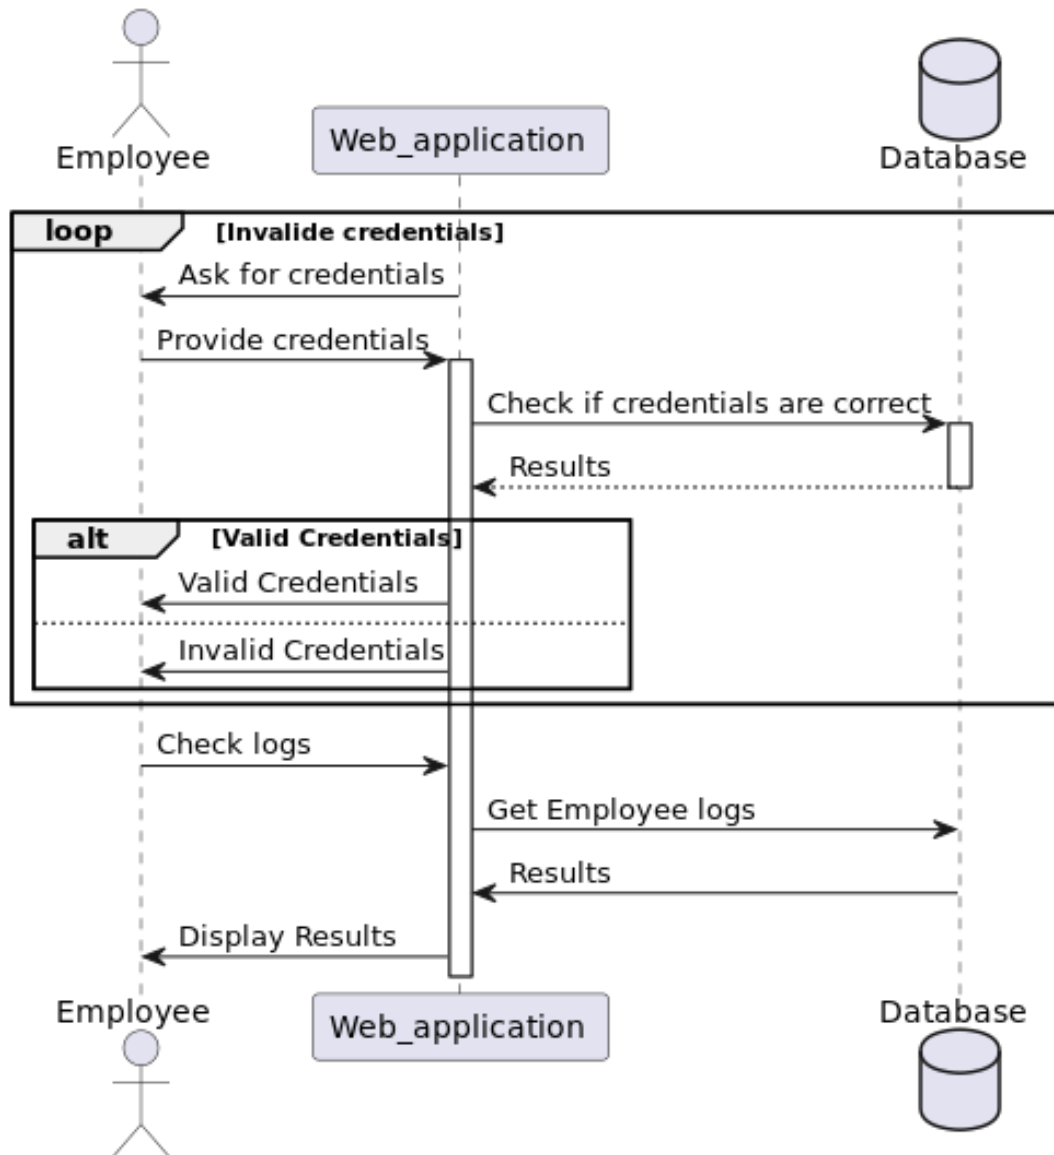 Employee
Web_application
Database
loop [Invalide credentials]
Ask for credentials
Provide credentials
Check if credentials are correct
Results
alt [Valid Credentials]
Valid Credentials
Invalid Credentials
Check logs
Get Employee logs
Results
Display Results
Employee
Web_application
Database